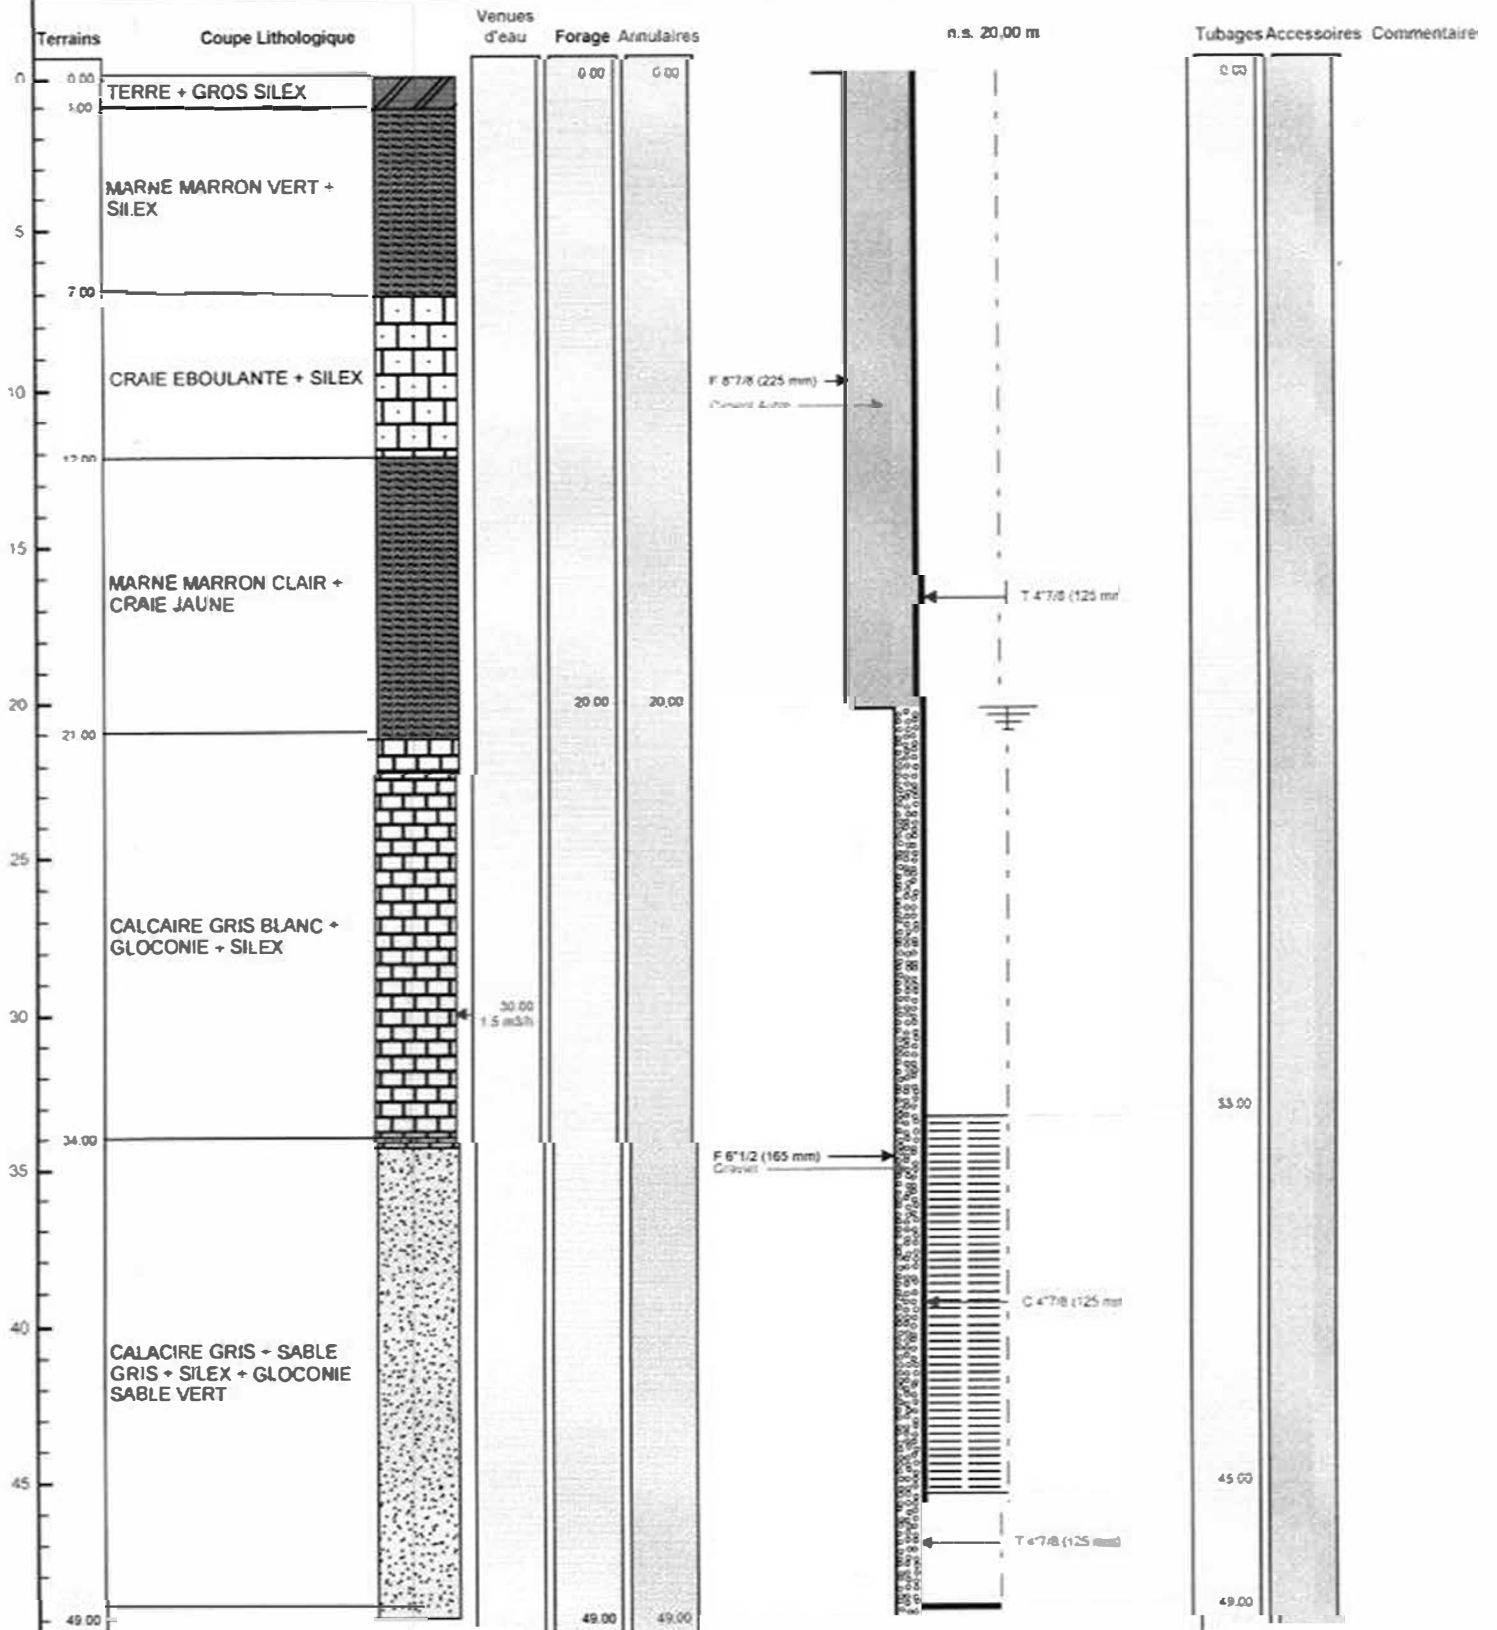 Terrains
Coupe Lithologique
Venues
d'eau
Forage
Annulaires
n.s. 20,00 m
Tubages
Accessoires
Commentaire
0
0.00
0.00
0.00
0.00
TERRE + GROS SILEX
1.00
MARNE MARRON VERT +
SILEX
5
7.00
CRAIE EBOULANTE + SILEX
F 8"7/8 (225 mm)
10
Ciment Autre
12.00
15
MARNE MARRON CLAIR +
CRAIE JAUNE
T 4"7/8 (125 mm
20
20.00
20.00
21.00
25
CALCAIRE GRIS BLANC +
GLOCONIE + SILEX
30
30.00
1.5 m3/h
33.00
34.00
35
F 6"1/2 (165 mm)
Gravier
C 4"7/8 (125 mm
40
CALACIRE GRIS + SABLE
GRIS + SILEX + GLOCONIE
SABLE VERT
45
45.00
T 4"7/8 (125 mm)
49.00
49.00
49.00
49.00